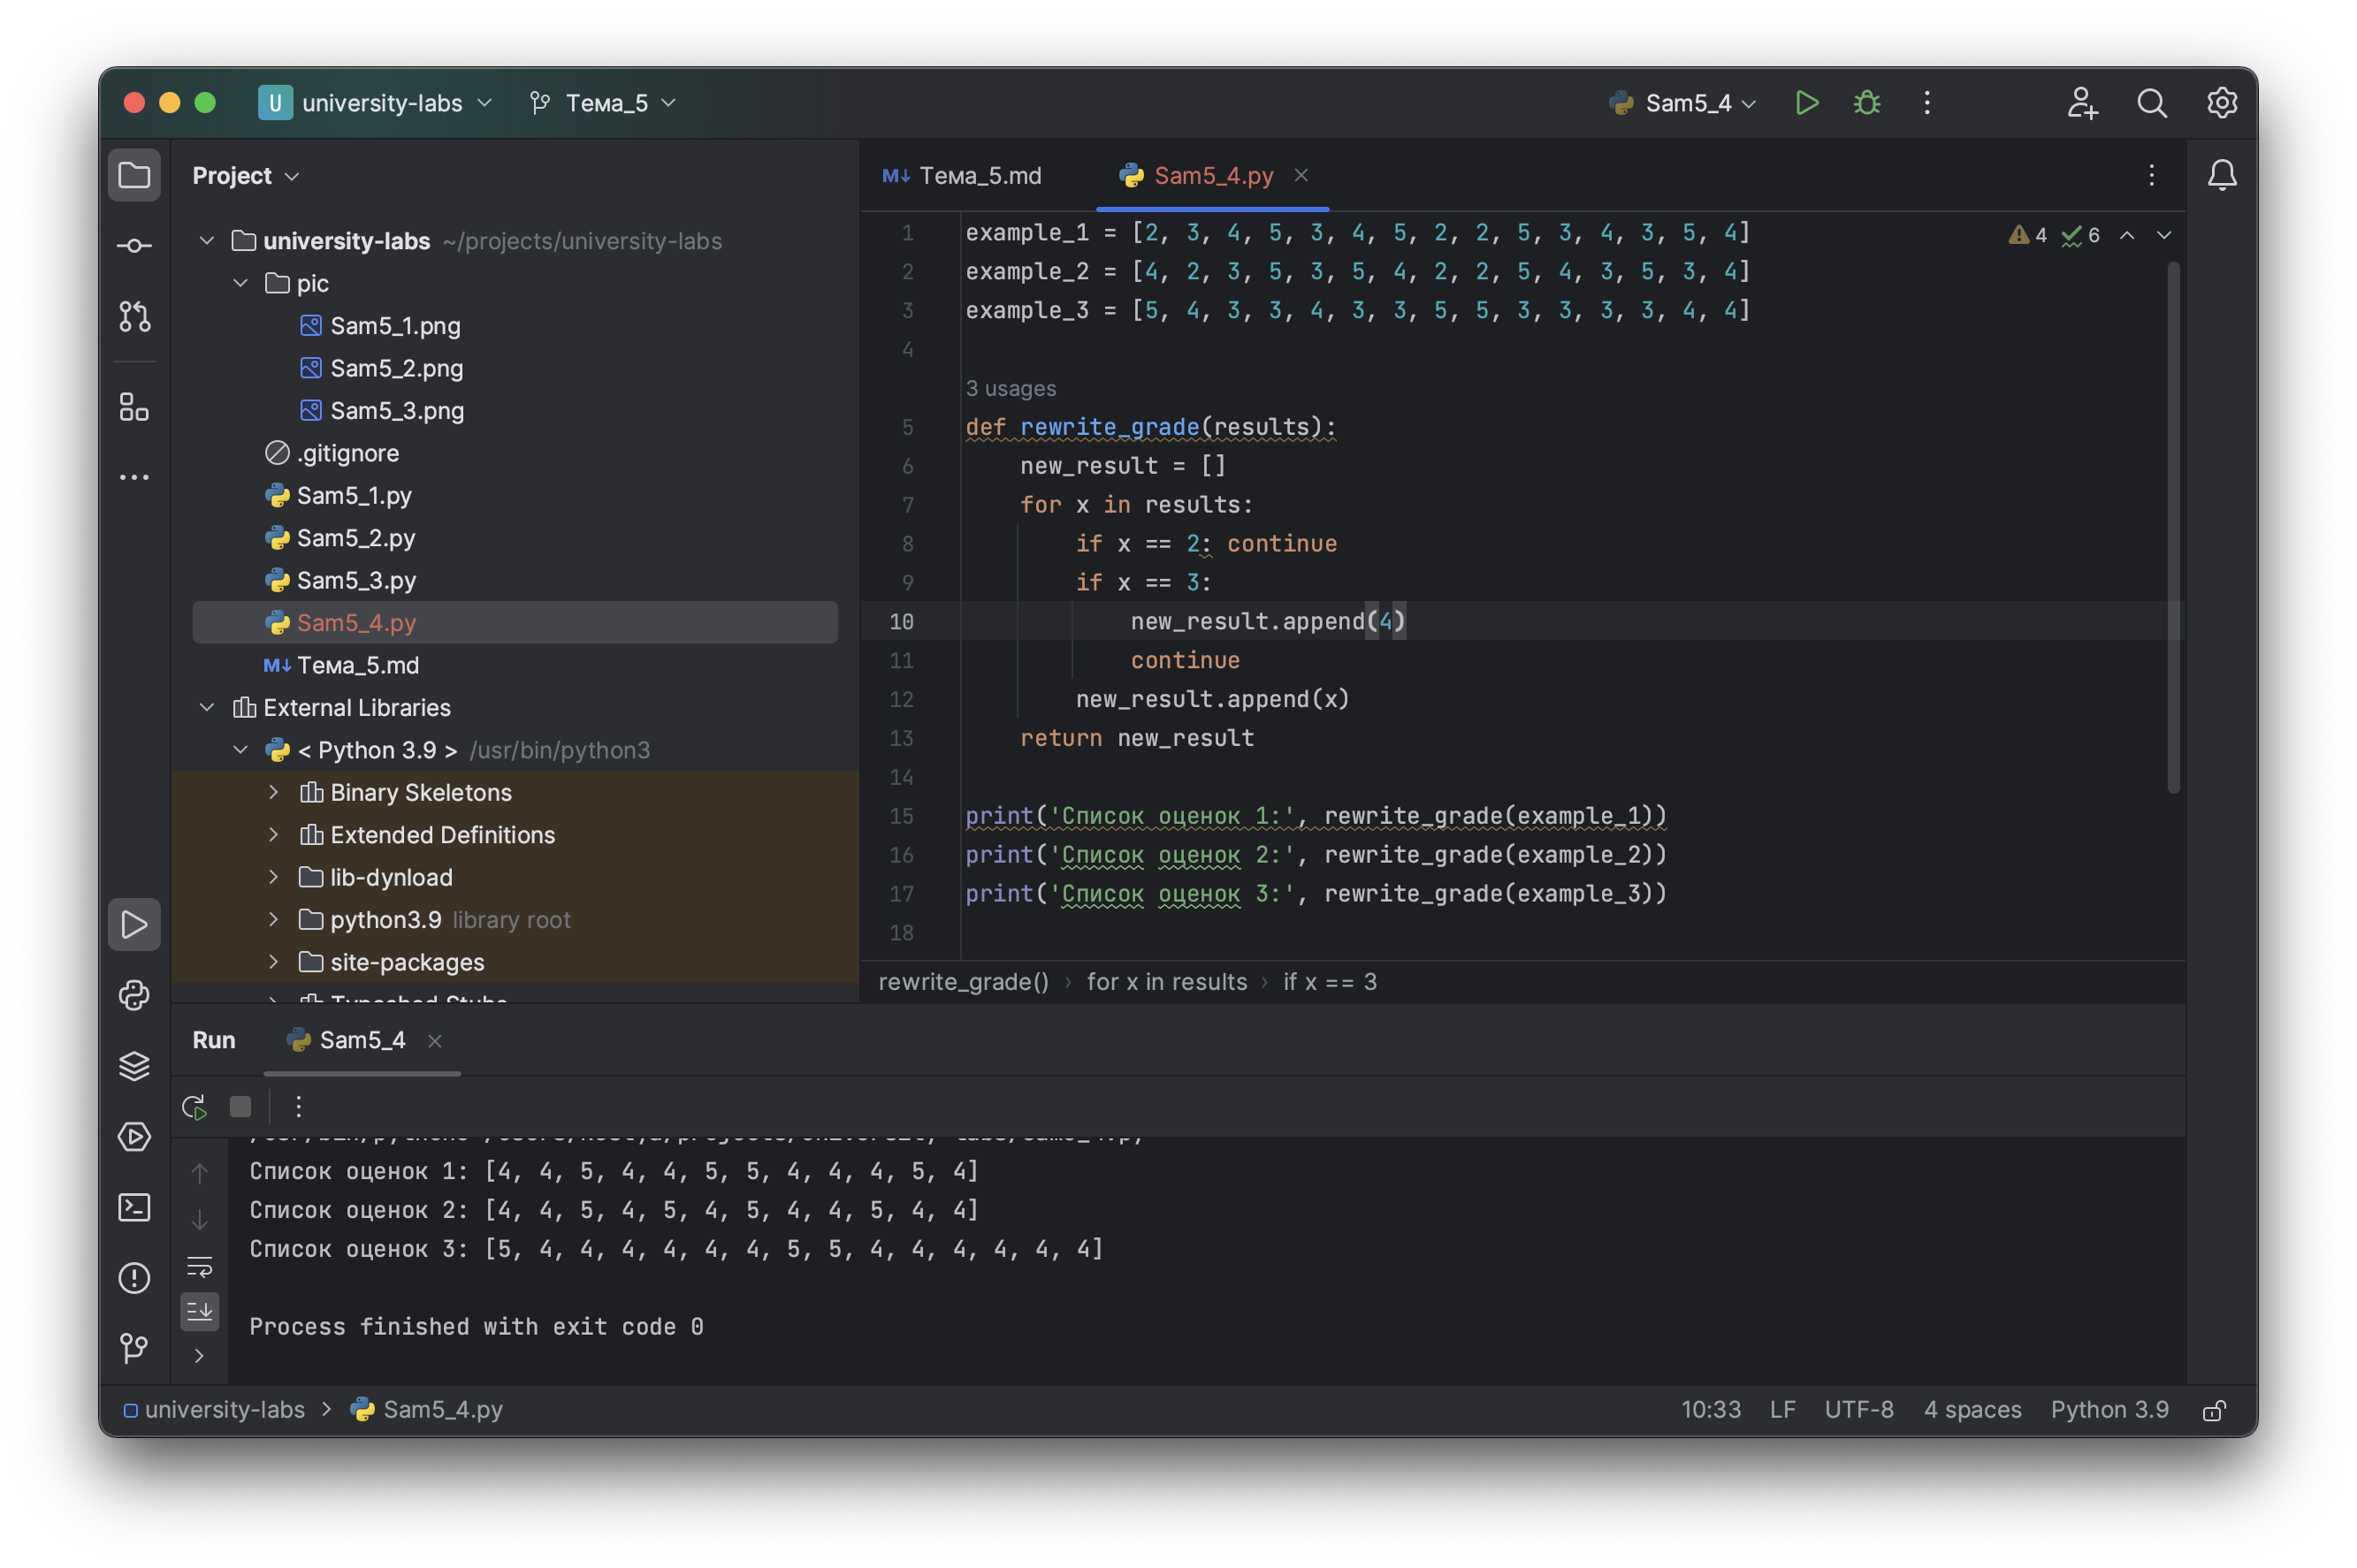 U university-labs Тема_5 Sam5_4
Project
university-labs ~/projects/university-labs
pic
Sam5_1.png
Sam5_2.png
Sam5_3.png
.gitignore
Sam5_1.py
Sam5_2.py
Sam5_3.py
Sam5_4.py
M↓ Тема_5.md
External Libraries
< Python 3.9 > /usr/bin/python3
Binary Skeletons
Extended Definitions
lib-dynload
python3.9 library root
site-packages
Typeshed Stubs
M↓ Тема_5.md Sam5_4.py
4 6
1 example_1 = [2, 3, 4, 5, 3, 4, 5, 2, 2, 5, 3, 4, 3, 5, 4]
2 example_2 = [4, 2, 3, 5, 3, 5, 4, 2, 2, 5, 4, 3, 5, 3, 4]
3 example_3 = [5, 4, 3, 3, 4, 3, 3, 5, 5, 3, 3, 3, 3, 4, 4]
4
3 usages
5 def rewrite_grade(results):
6 new_result = []
7 for x in results:
8 if x == 2: continue
9 if x == 3:
10 new_result.append(4)
11 continue
12 new_result.append(x)
13 return new_result
14
15 print('Список оценок 1:', rewrite_grade(example_1))
16 print('Список оценок 2:', rewrite_grade(example_2))
17 print('Список оценок 3:', rewrite_grade(example_3))
18
rewrite_grade() › for x in results › if x == 3
Run Sam5_4
Список оценок 1: [4, 4, 5, 4, 4, 5, 5, 4, 4, 4, 5, 4]
Список оценок 2: [4, 4, 5, 4, 5, 4, 5, 4, 4, 5, 4, 4]
Список оценок 3: [5, 4, 4, 4, 4, 4, 4, 5, 5, 4, 4, 4, 4, 4, 4]
Process finished with exit code 0
university-labs > Sam5_4.py
10:33 LF UTF-8 4 spaces Python 3.9